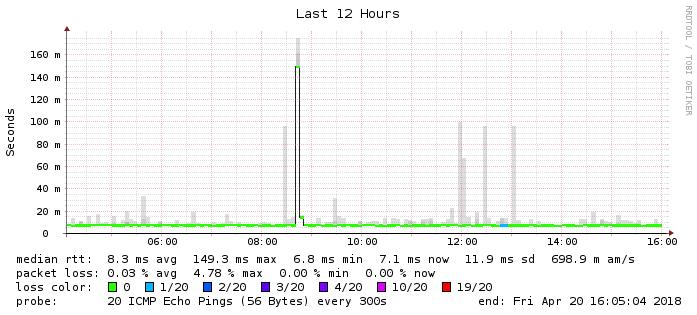 Last 12 Hours
RRDTOOL / TOBI OETIKER
Seconds
160 m
140 m
120 m
100 m
80 m
60 m
40 m
20 m
0
06:00 08:00 10:00 12:00 14:00 16:00
median rtt: 8.3 ms avg 149.3 ms max 6.8 ms min 7.1 ms now 11.9 ms sd 698.9 m am/s
packet loss: 0.03 % avg 4.78 % max 0.00 % min 0.00 % now
loss color: 0 1/20 2/20 3/20 4/20 10/20 19/20
probe: 20 ICMP Echo Pings (56 Bytes) every 300s end: Fri Apr 20 16:05:04 2018